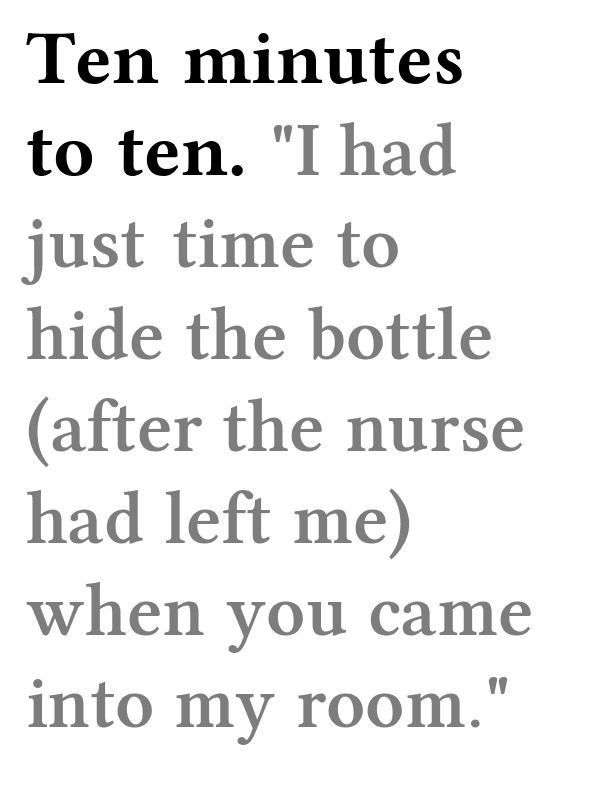 Ten minutes
to ten. "I had
just time to
hide the bottle
(after the nurse
had left me)
when you came
into my room."